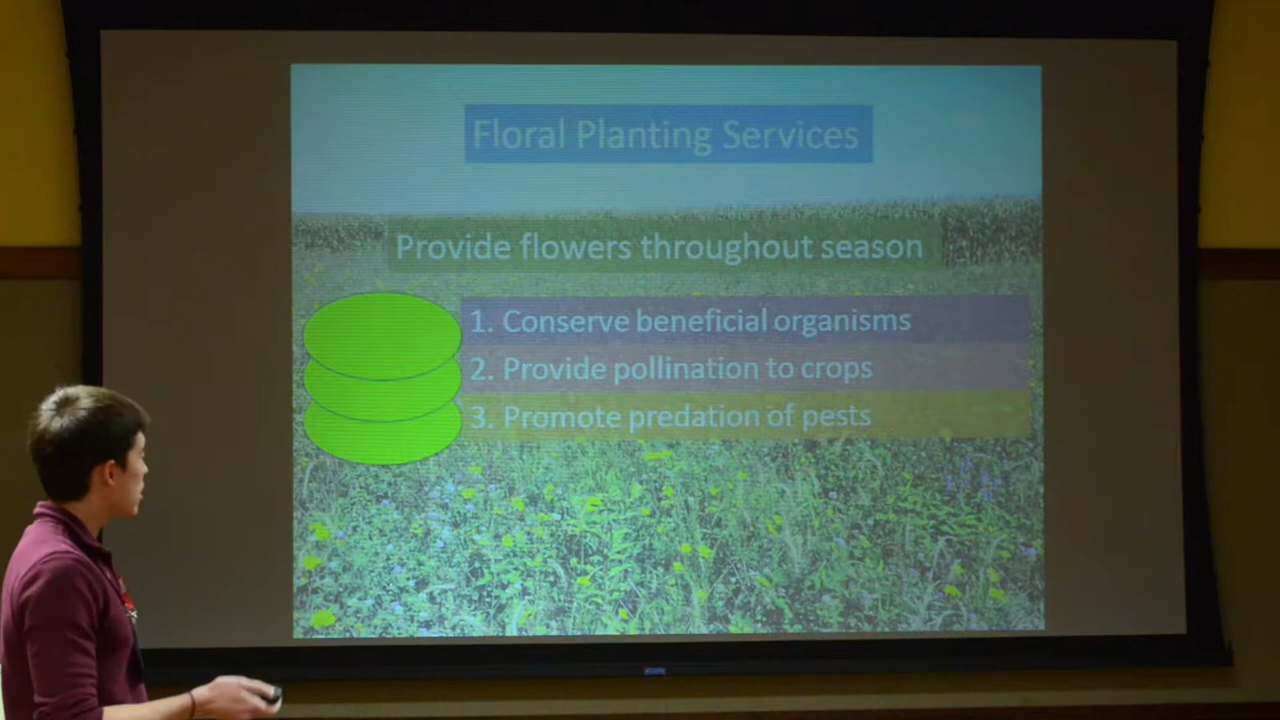 Floral Planting Services
Provide flowers throughout season
1. Conserve beneficial organisms
2. Provide pollination to crops
3. Promote predation of pests